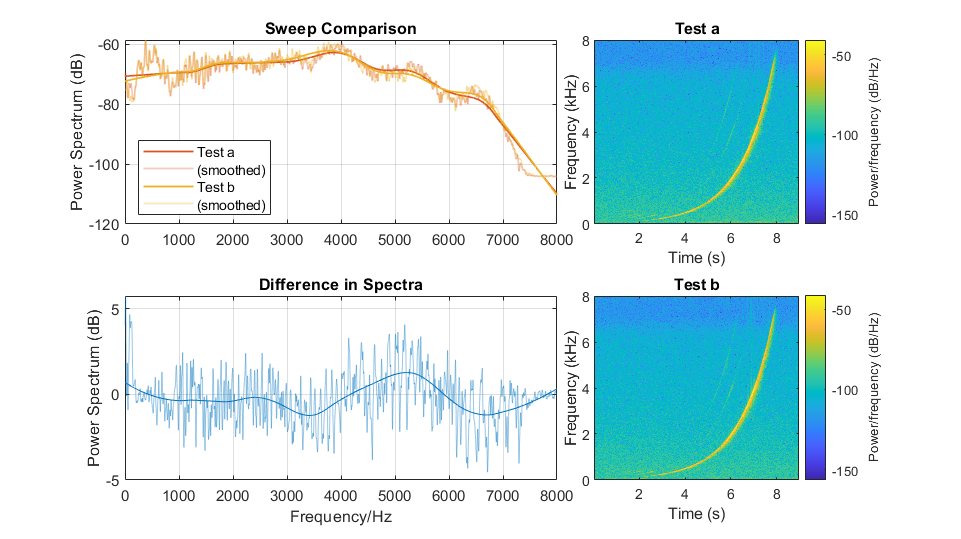 Sweep Comparison
Power Spectrum (dB)
-60
-80
-100
-120
Test a
(smoothed)
Test b
(smoothed)
0 1000 2000 3000 4000 5000 6000 7000 8000
Test a
Frequency (kHz)
8
6
4
2
0
2 4 6 8
Time (s)
-50
-100
-150
Power/frequency (dB/Hz)
Difference in Spectra
Power Spectrum (dB)
5
0
-5
0 1000 2000 3000 4000 5000 6000 7000 8000
Frequency/Hz
Test b
Frequency (kHz)
8
6
4
2
0
2 4 6 8
Time (s)
-50
-100
-150
Power/frequency (dB/Hz)